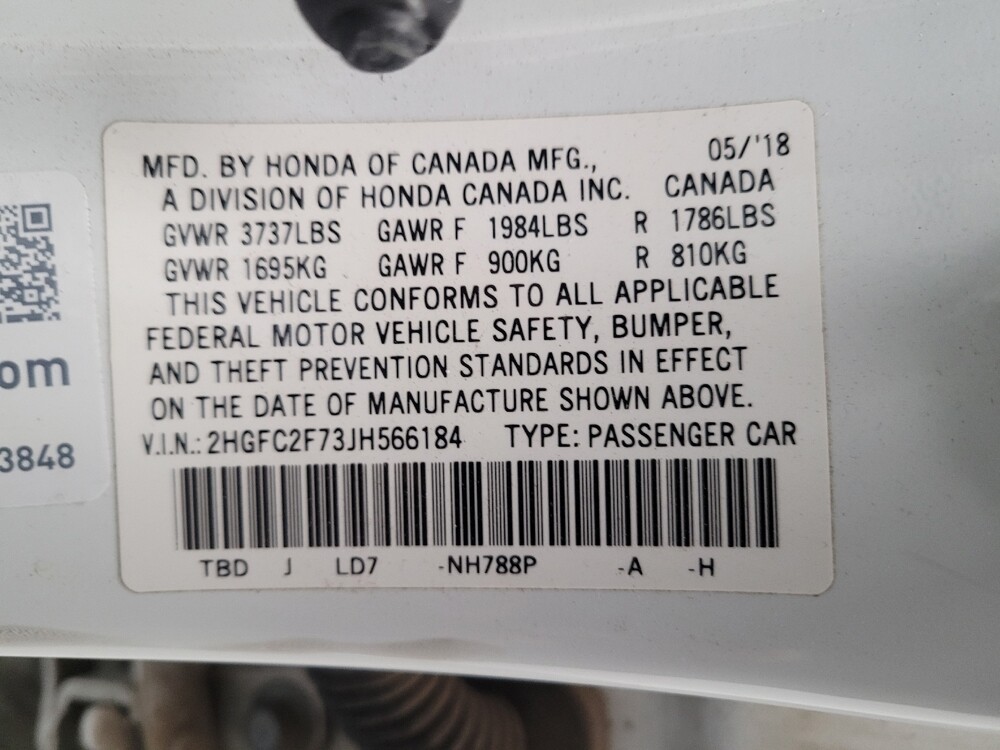 MFD. BY HONDA OF CANADA MFG., 05/'18
A DIVISION OF HONDA CANADA INC. CANADA
GVWR 3737LBS GAWR F 1984LBS R 1786LBS
GVWR 1695KG GAWR F 900KG R 810KG
THIS VEHICLE CONFORMS TO ALL APPLICABLE
FEDERAL MOTOR VEHICLE SAFETY, BUMPER,
AND THEFT PREVENTION STANDARDS IN EFFECT
ON THE DATE OF MANUFACTURE SHOWN ABOVE.
V.I.N.: 2HGFC2F73JH566184 TYPE: PASSENGER CAR
TBD J LD7 -NH788P -A -H
om
3848